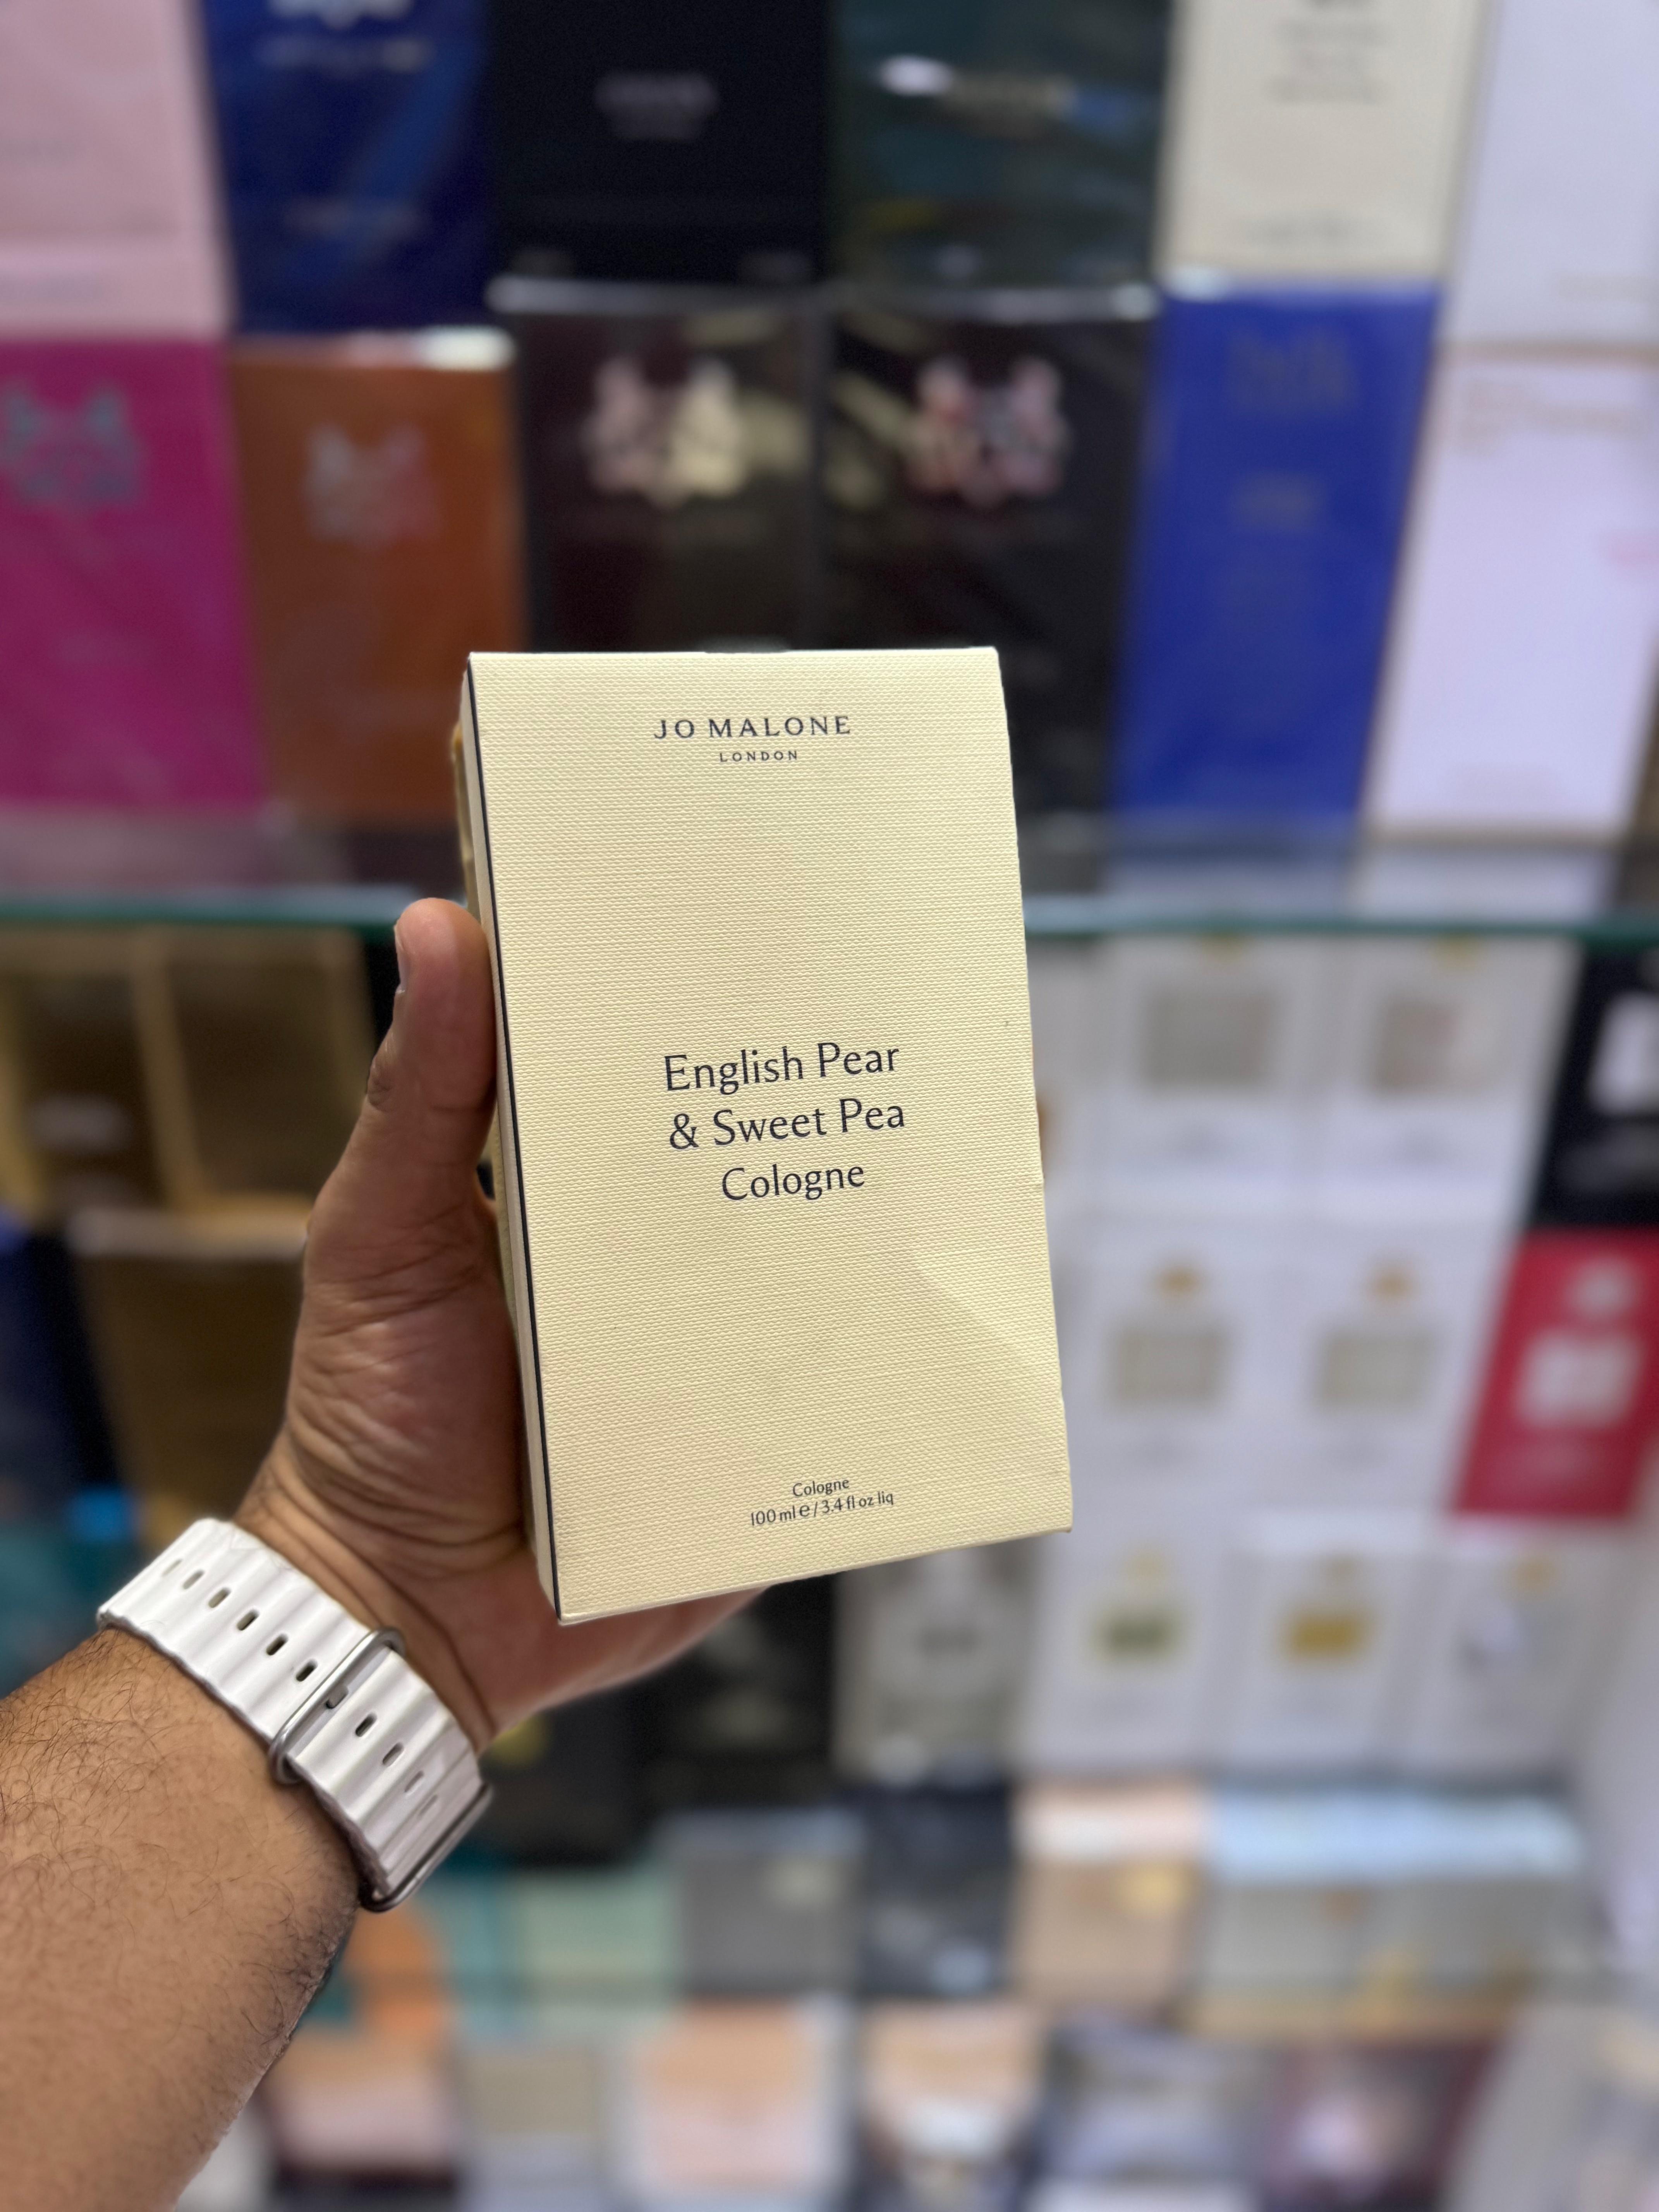 JO MALONE
LONDON
English Pear
& Sweet Pea
Cologne
Cologne
100 ml e / 3.4 fl oz liq